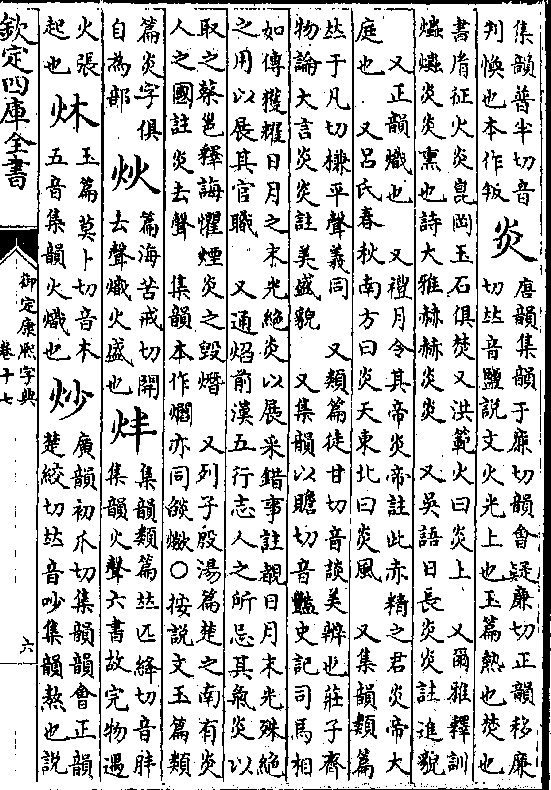 集韻普半切音
判煥也本作叛
炎
唐韻集韻于廉切韻會疑廉切正韻移廉
切𠀤音鹽說文火光上也玉篇熱也焚也
書胤征火炎崑岡玉石俱焚又洪範火曰炎上　又爾雅釋訓
爞爞炎炎熏也詩大雅赫赫炎炎　又吳語日長炎炎註進貌
又正韻熾也　又禮月令其帝炎帝註此亦精之君炎帝大
庭也　又呂氏春秋南方曰炎天東北曰炎風　又集韻類篇
𠀤于凡切㯺平聲義同　又類篇徒甘切音談美辨也莊子齊
物論大言炎炎註美盛貌　又集韻以贍切音豔史記司馬相
如傳獲耀日月之末光絕炎以展采錯事註覩日月末光殊絕
之用以展其官職　又通焰前漢五行志人之所忌其氣炎以
取之蔡邕釋誨懼煙炎之毀熸　又列子殷湯篇楚之南有炎
人之國註炎去聲　集韻本作爓亦同燄㷿○按說文玉篇類
篇炎字俱
自為部
炌
篇海苦戒切開
去聲熾火盛也
炐
集韻類篇𠀤匹絳切音胖
集韻火聲六書故完物遇
火張
起也
炑
玉篇莫卜切音木
五音集韻火熾也
炒
廣韻初爪切集韻韻會正韻
楚絞切𠀤音吵集韻熬也說
欽定四庫全書
御定康熙字典
卷十七
六